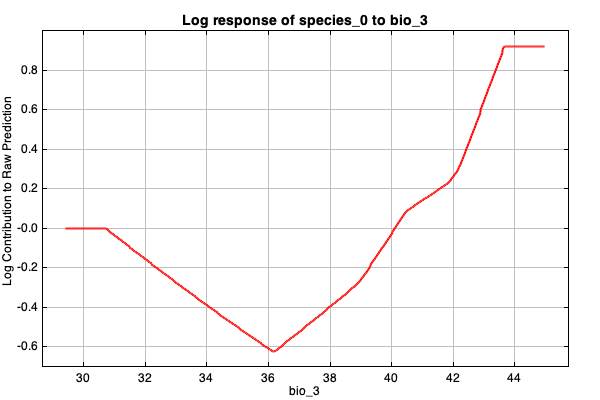 Log response of species_0 to bio_3
Log Contribution to Raw Prediction
0.8
0.6
0.4
0.2
-0.0
-0.2
-0.4
-0.6
30 32 34 36 38 40 42 44
bio_3